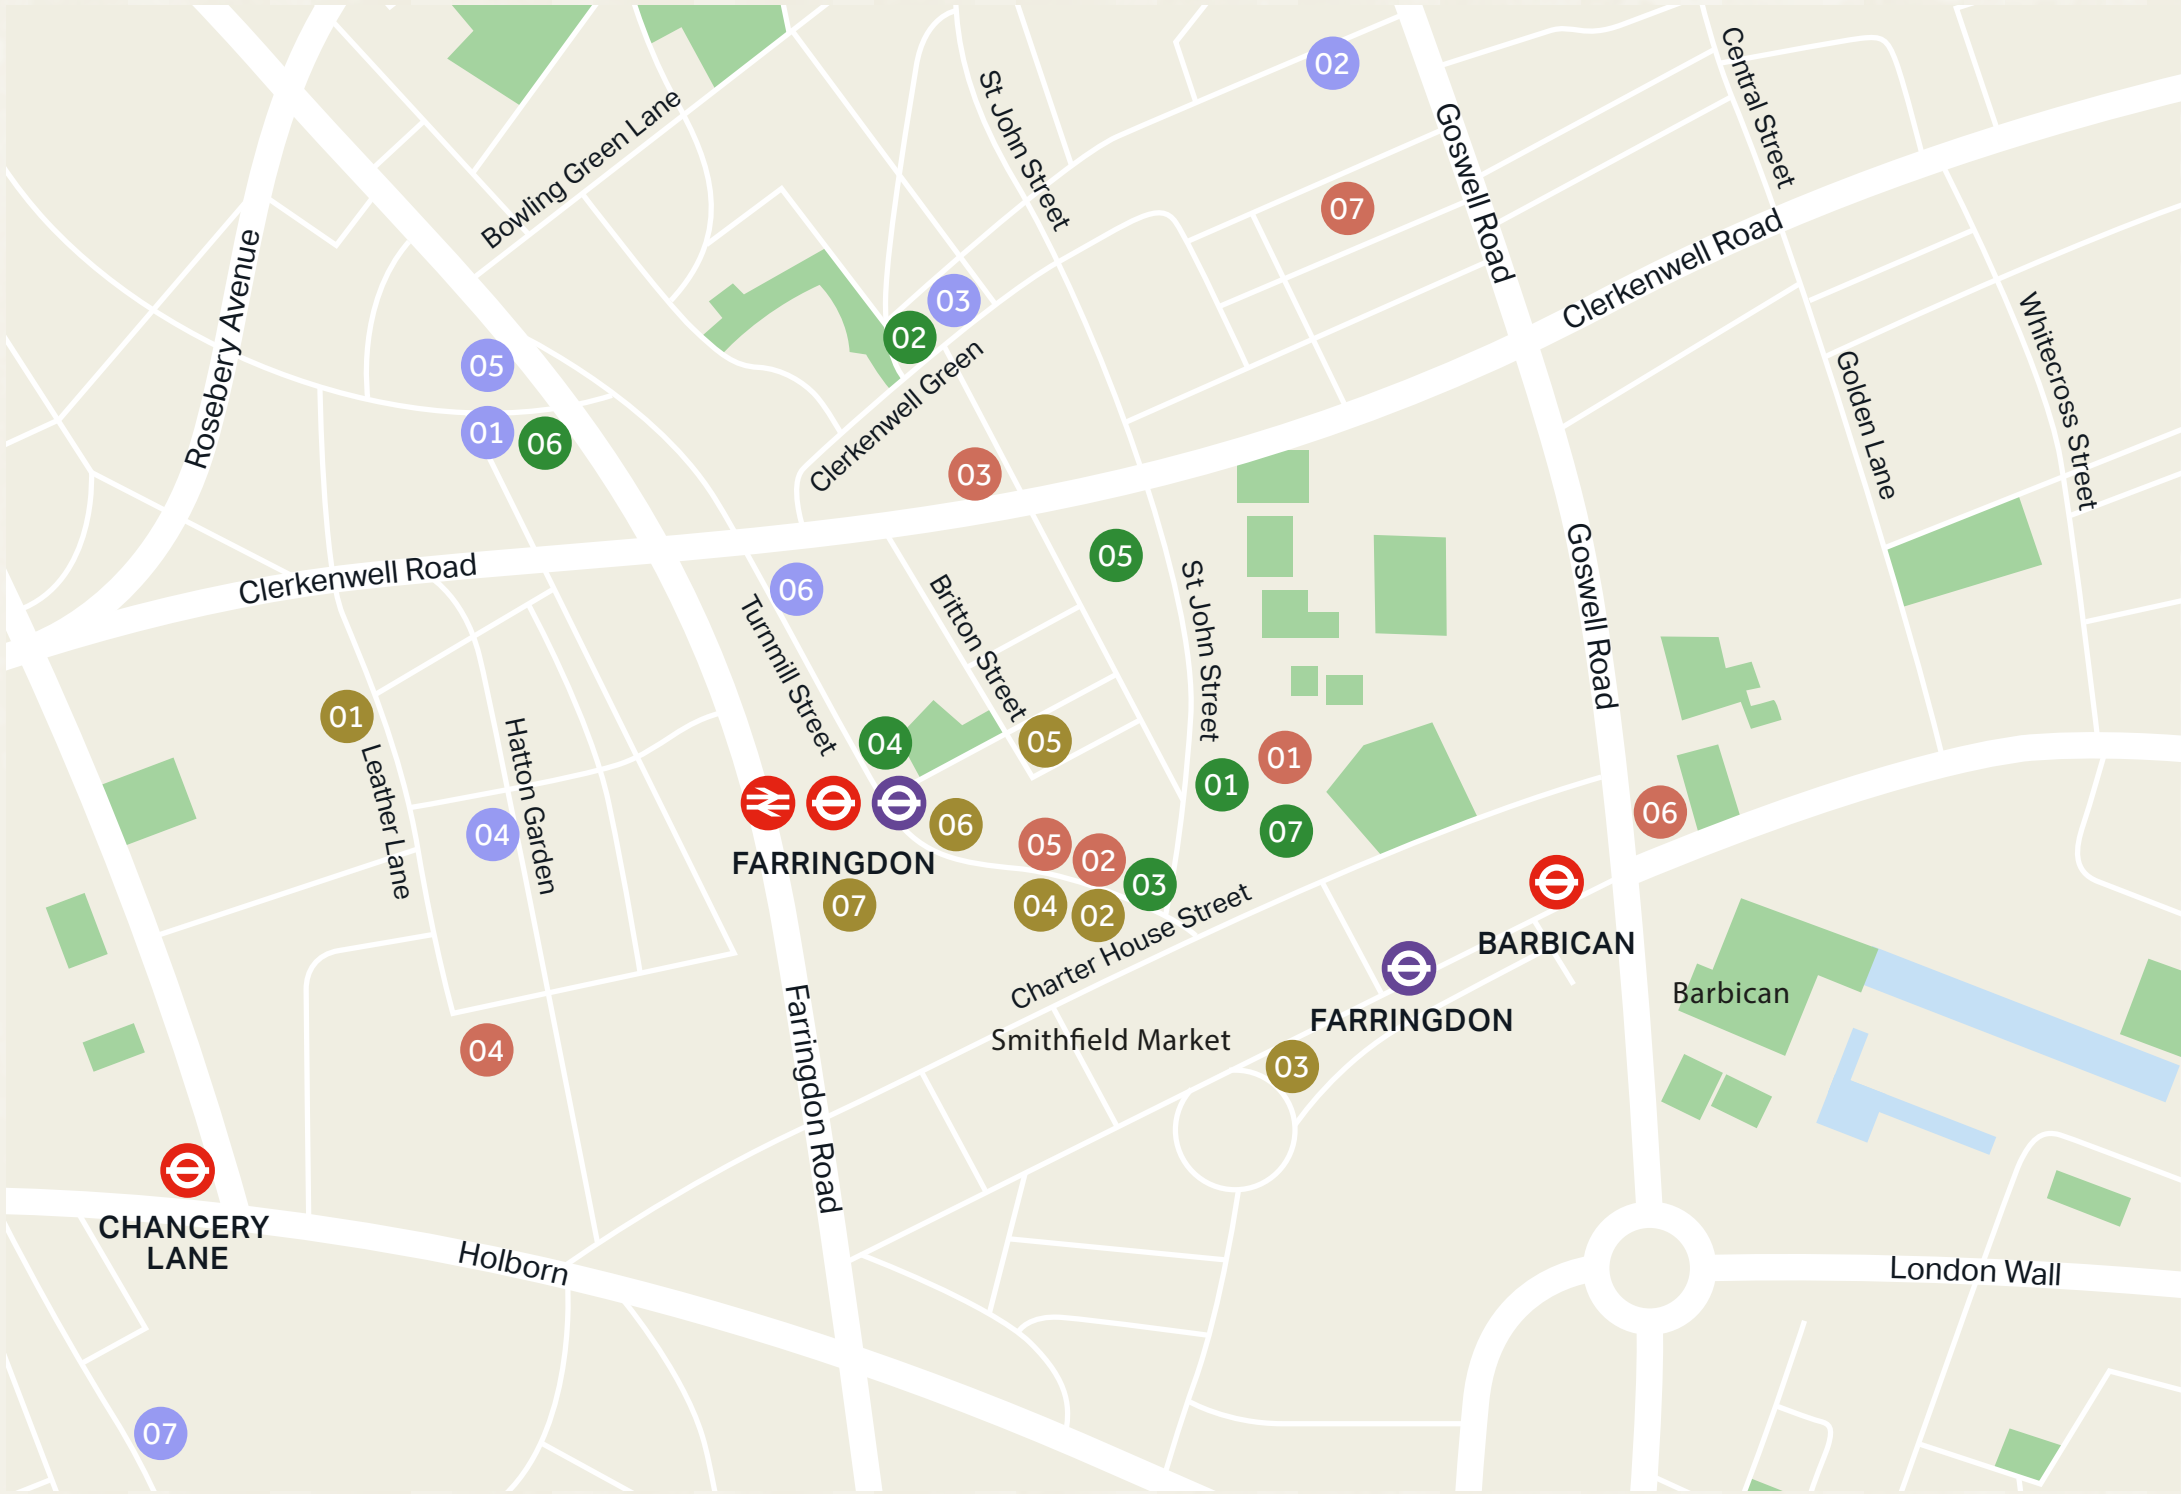 Central Street
02
St John Street
Bowling Green Lane
Goswell Road
07
Rosebery Avenue
Clerkenwell Road
03
02
Whitecross Street
05
Clerkenwell Green
Golden Lane
01
06
03
Clerkenwell Road
05
06
Turnmill Street
Britton Street
St John Street
Goswell Road
01
Leather Lane
Hatton Garden
04
05
01
01
04
06
07
06
FARRINGDON
05
02
03
07
04
02
Charter House Street
BARBICAN
Barbican
FARRINGDON
Smithfield Market
04
03
Farringdon Road
CHANCERY
LANE
Holborn
London Wall
07